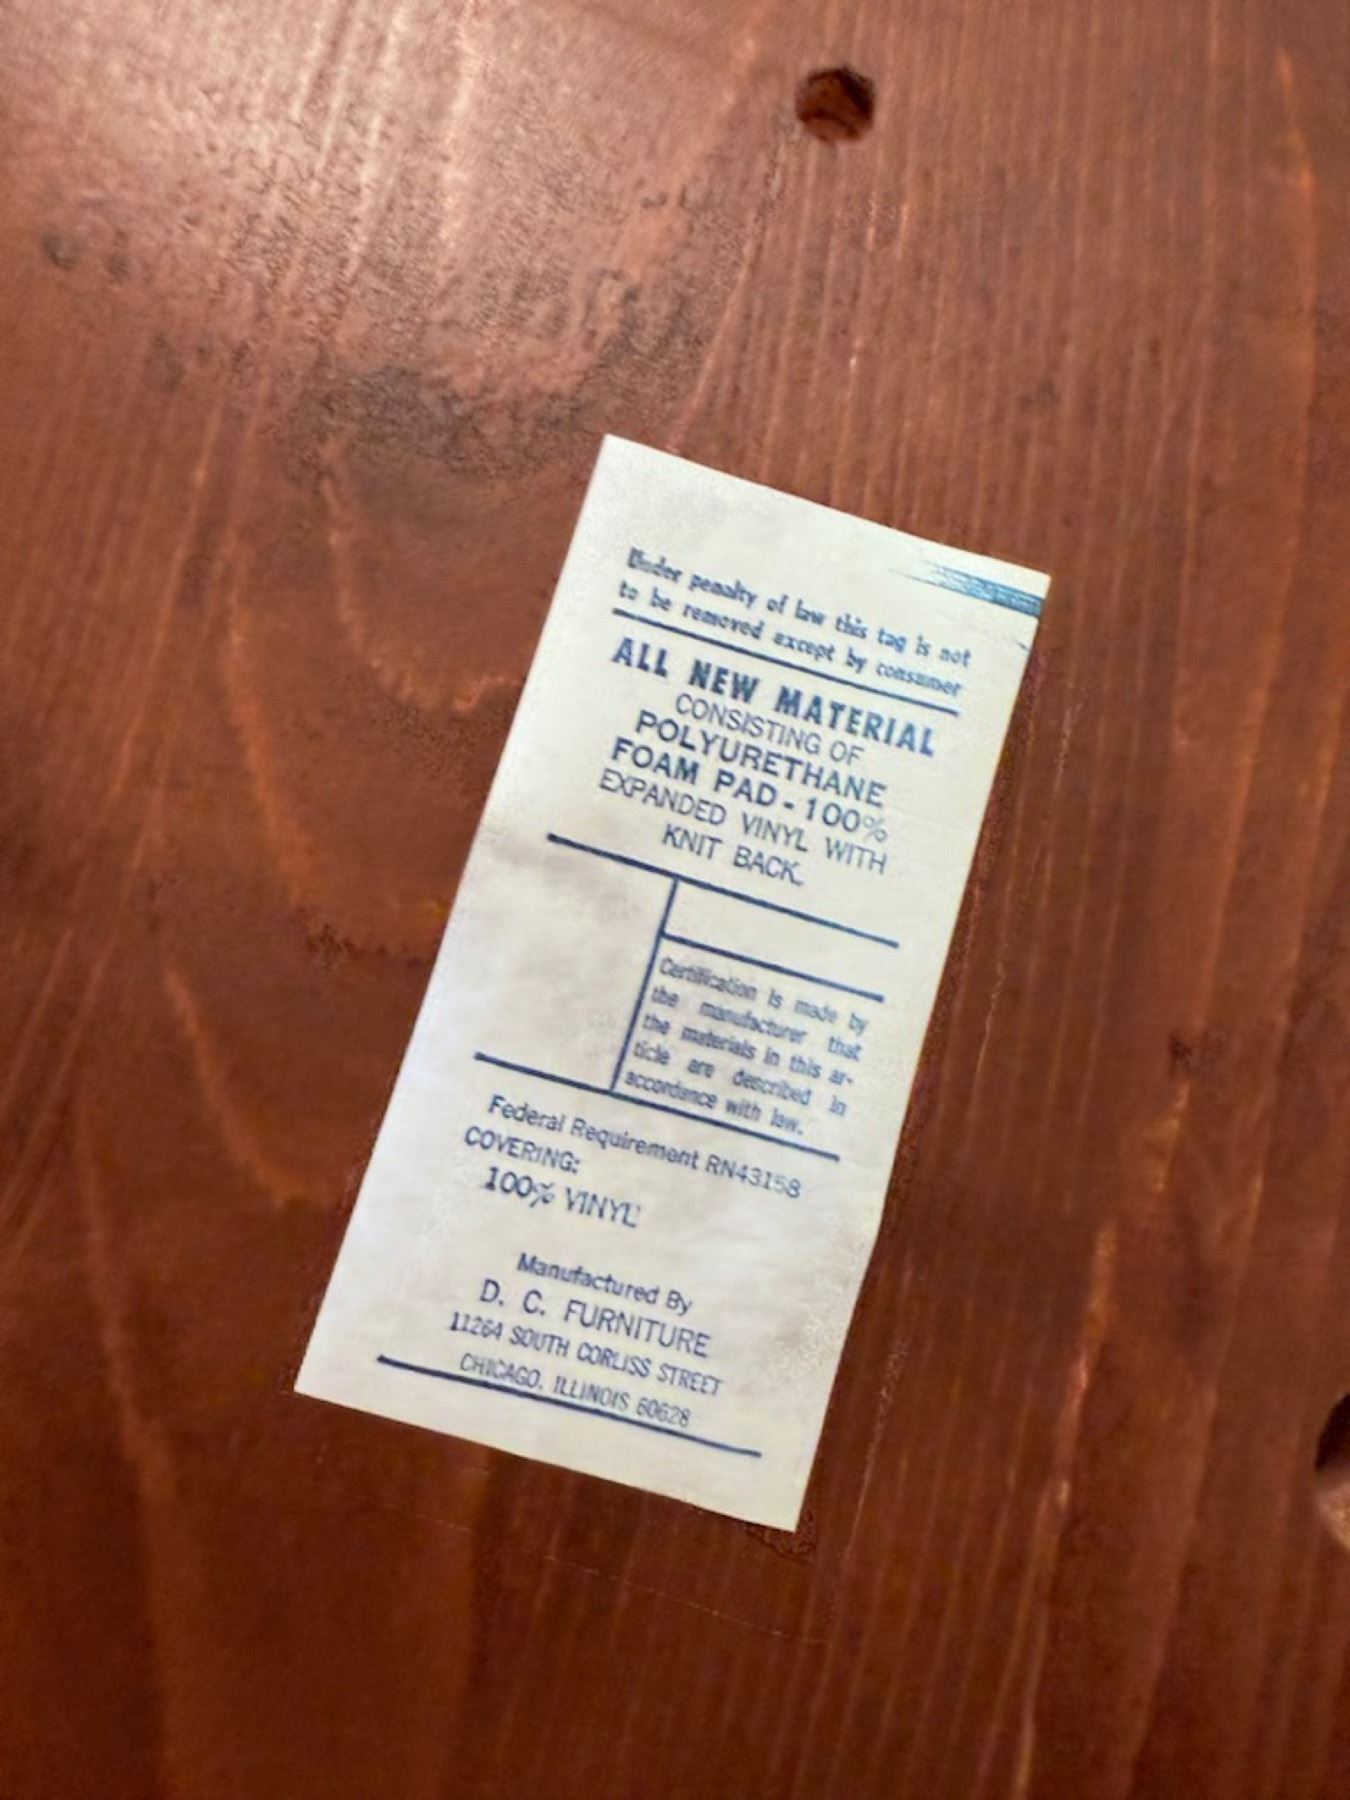 Under penalty of law this tag is not
to be removed except by consumer
ALL NEW MATERIAL
CONSISTING OF
POLYURETHANE
FOAM PAD - 100%
EXPANDED VINYL WITH
KNIT BACK.
Certification is made by
the manufacturer that
the materials in this ar-
ticle are described in
accordance with law.
Federal Requirement RN43158
COVERING:
100% VINYL
Manufactured By
D. C. FURNITURE
11264 SOUTH CORLISS STREET
CHICAGO, ILLINOIS 60628